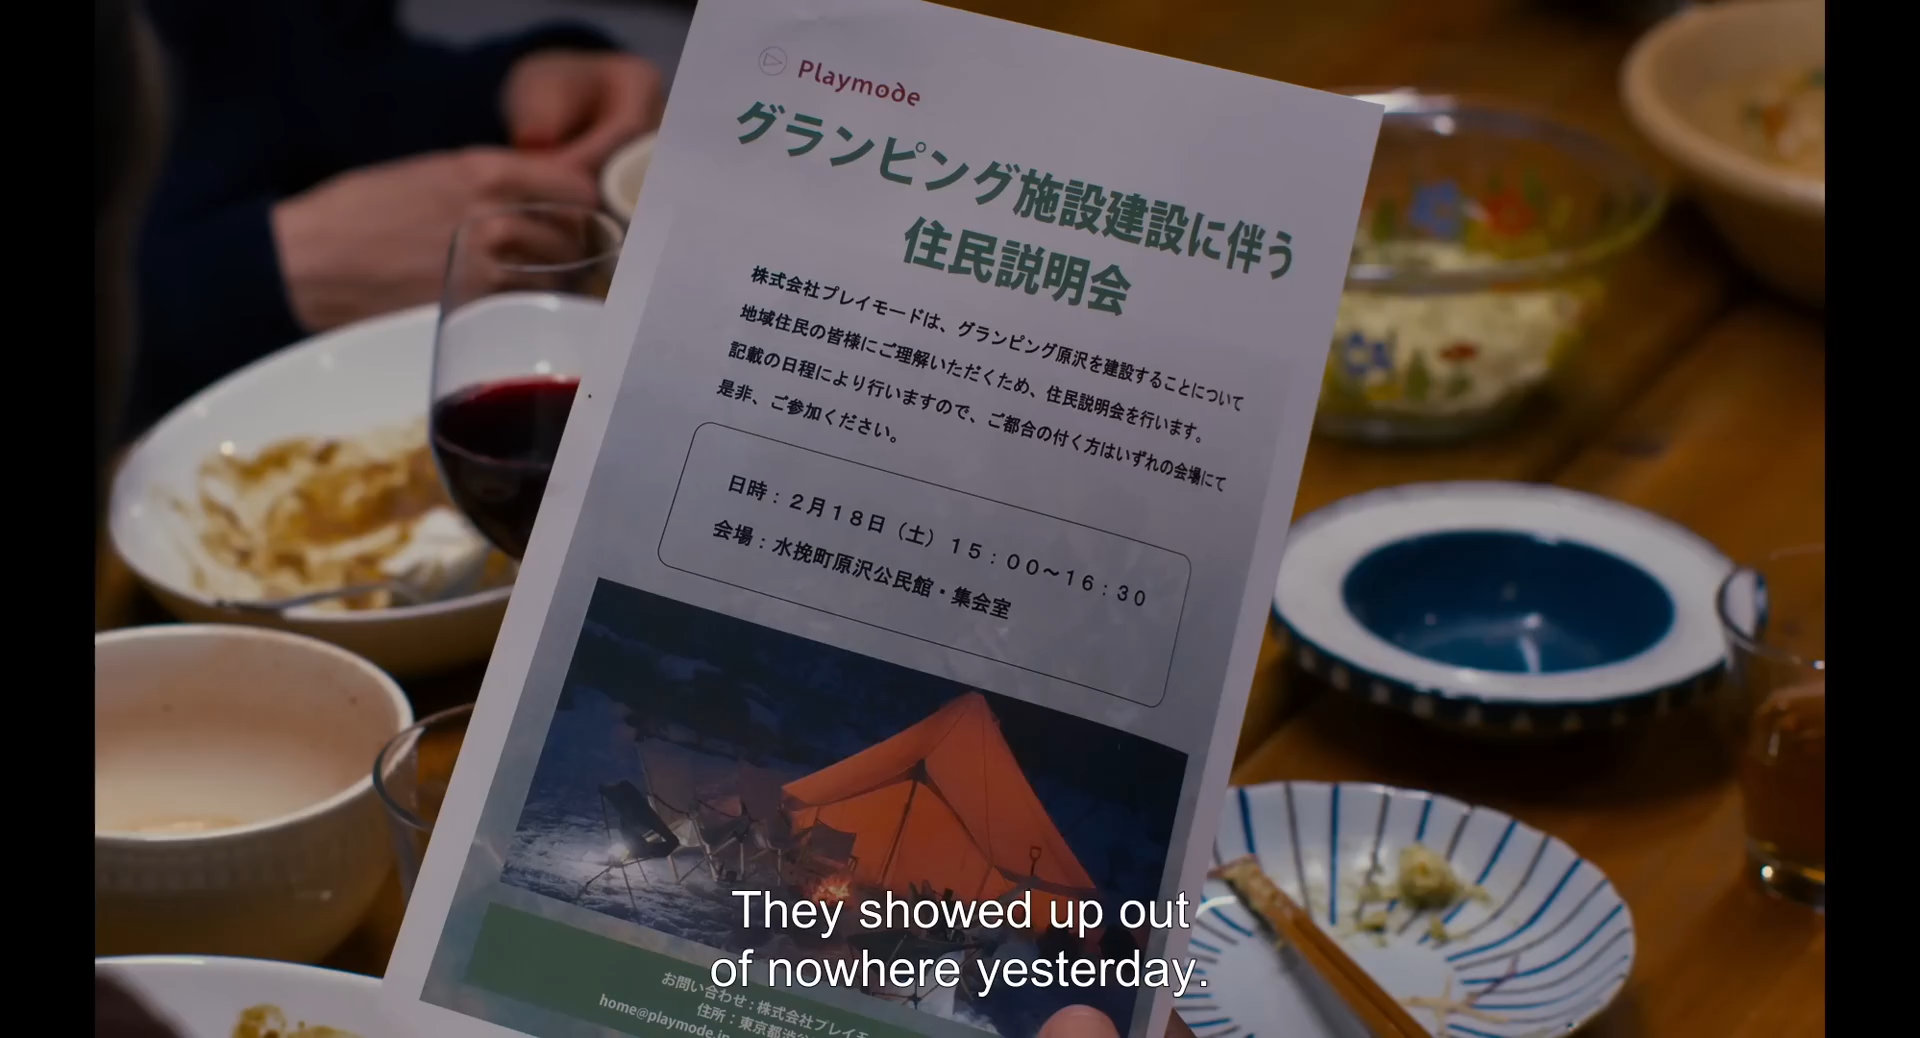 Playmode
グランピング施設建設に伴う
住民説明会
株式会社プレイモードは、グランピング原沢を建設することについて
地域住民の皆様にご理解いただくため、住民説明会を行います。
記載の日程により行いますので、ご都合の付く方はいずれの会場にて
是非、ご参加ください。
日時：２月１８日（土）１５：００～１６：３０
会場：水挽町原沢公民館・集会室
They showed up out
of nowhere yesterday.
お問い合わせ：株式会社プレイモ
住所：東京都渋谷
home@playmode.jp